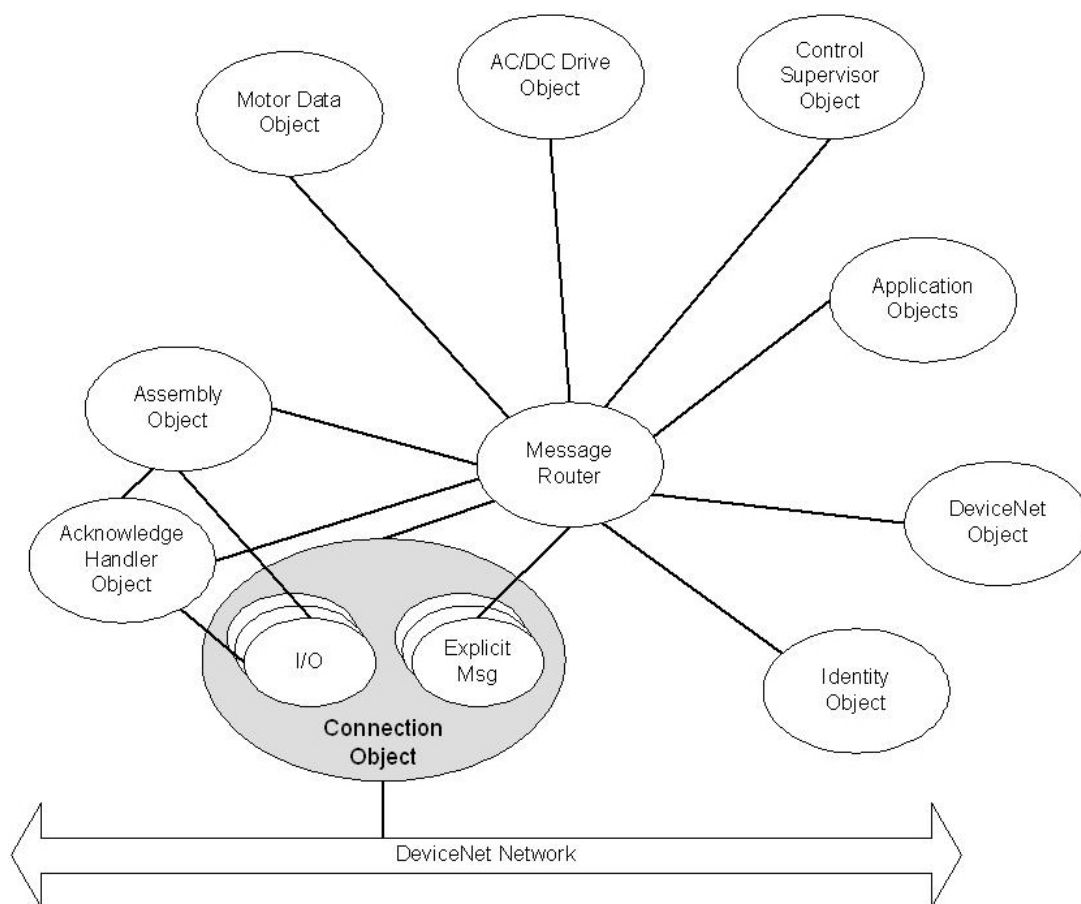 Motor Data
Object
AC/DC Drive
Object
Control
Supervisor
Object
Application
Objects
Assembly
Object
Message
Router
DeviceNet
Object
Acknowledge
Handler
Object
I/O
Explicit
Msg
Identity
Object
Connection
Object
DeviceNet Network